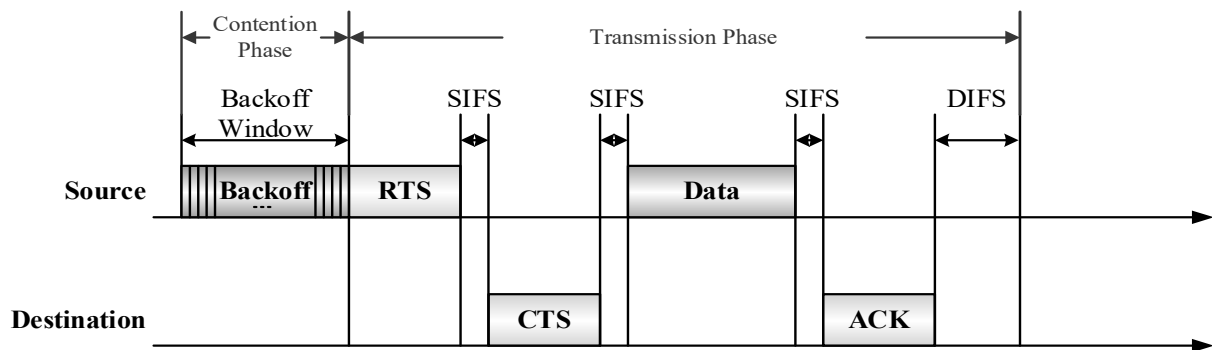 Contention
Phase
Transmission Phase
Backoff
Window
SIFS
SIFS
SIFS
DIFS
Source
Backoff
---
RTS
Data
Destination
CTS
ACK